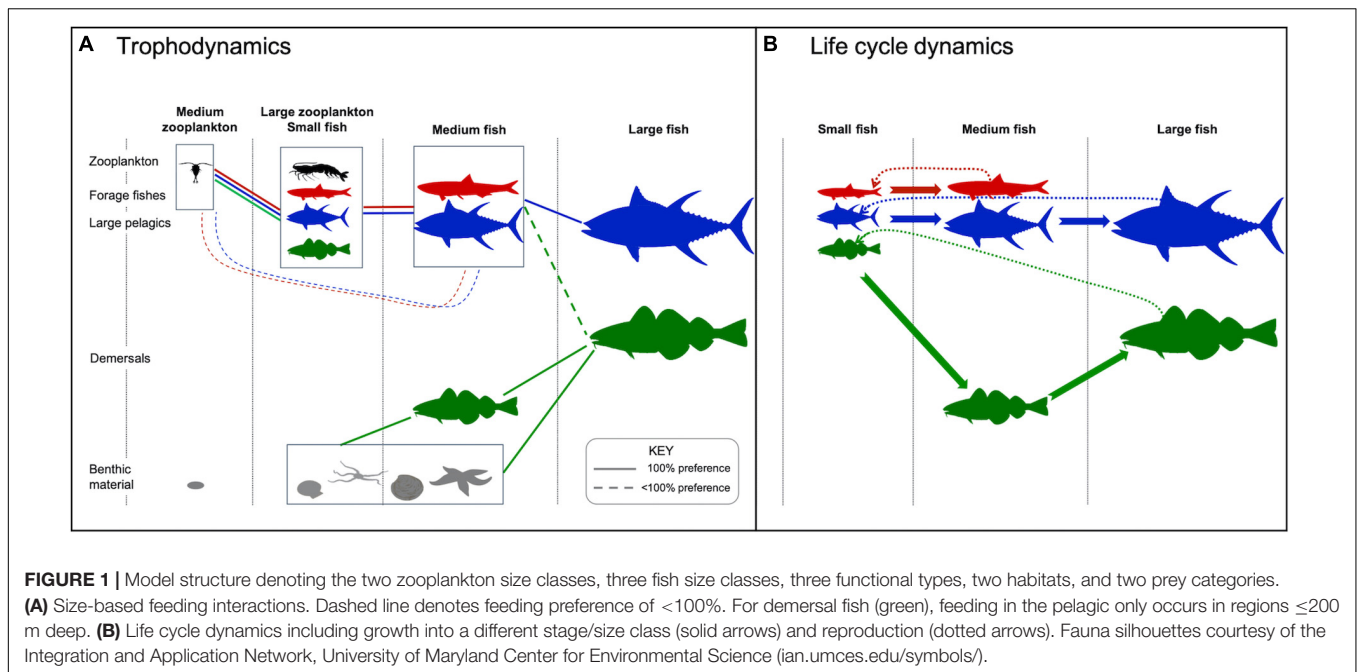 A Trophodynamics
Medium zooplankton
Large zooplankton
Small fish
Medium fish
Large fish
Zooplankton
Forage fishes
Large pelagics
Demersals
Benthic material
KEY
100% preference
<100% preference
B Life cycle dynamics
Small fish
Medium fish
Large fish
FIGURE 1 | Model structure denoting the two zooplankton size classes, three fish size classes, three functional types, two habitats, and two prey categories.
(A) Size-based feeding interactions. Dashed line denotes feeding preference of <100%. For demersal fish (green), feeding in the pelagic only occurs in regions ≤200
m deep. (B) Life cycle dynamics including growth into a different stage/size class (solid arrows) and reproduction (dotted arrows). Fauna silhouettes courtesy of the
Integration and Application Network, University of Maryland Center for Environmental Science (ian.umces.edu/symbols/).